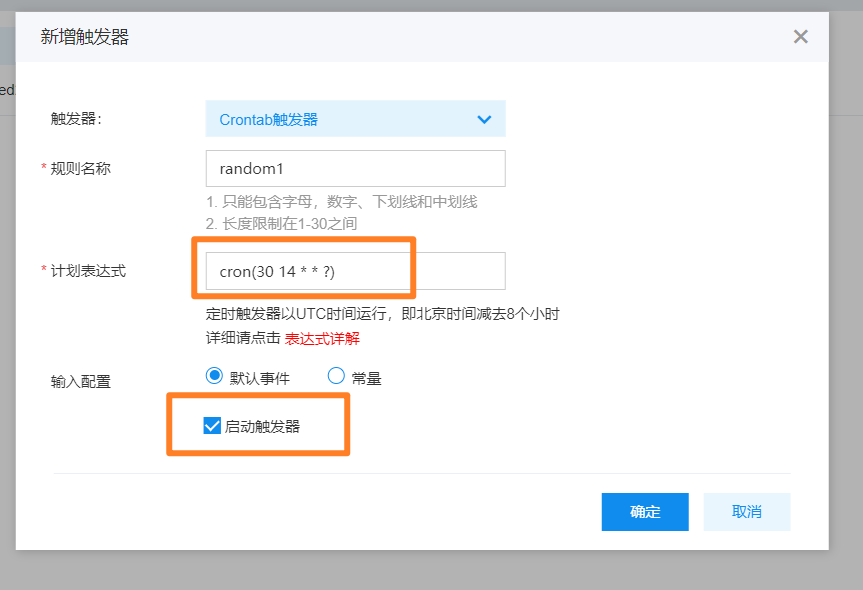 新增触发器
ed
触发器：
Crontab触发器
* 规则名称
random1
1. 只能包含字母，数字、下划线和中划线
2. 长度限制在1-30之间
* 计划表达式
cron(30 14 * * ?)
定时触发器以UTC时间运行，即北京时间减去8个小时
详细请点击 表达式详解
输入配置
默认事件 常量
启动触发器
确定 取消